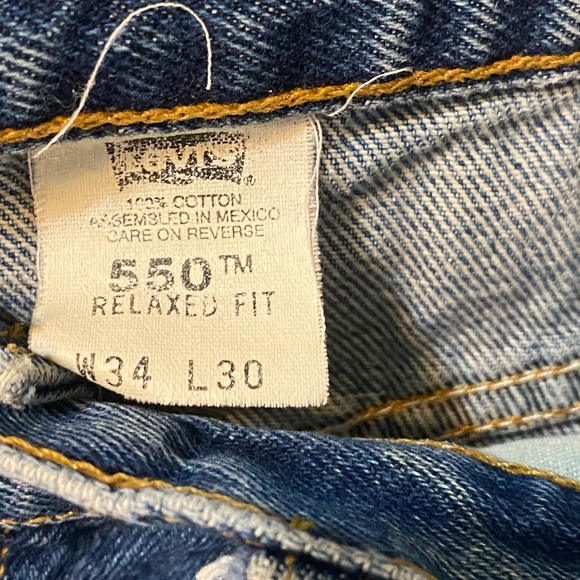 LEVI'S®
100% COTTON
ASSEMBLED IN MEXICO
CARE ON REVERSE
550™
RELAXED FIT
W34 L30